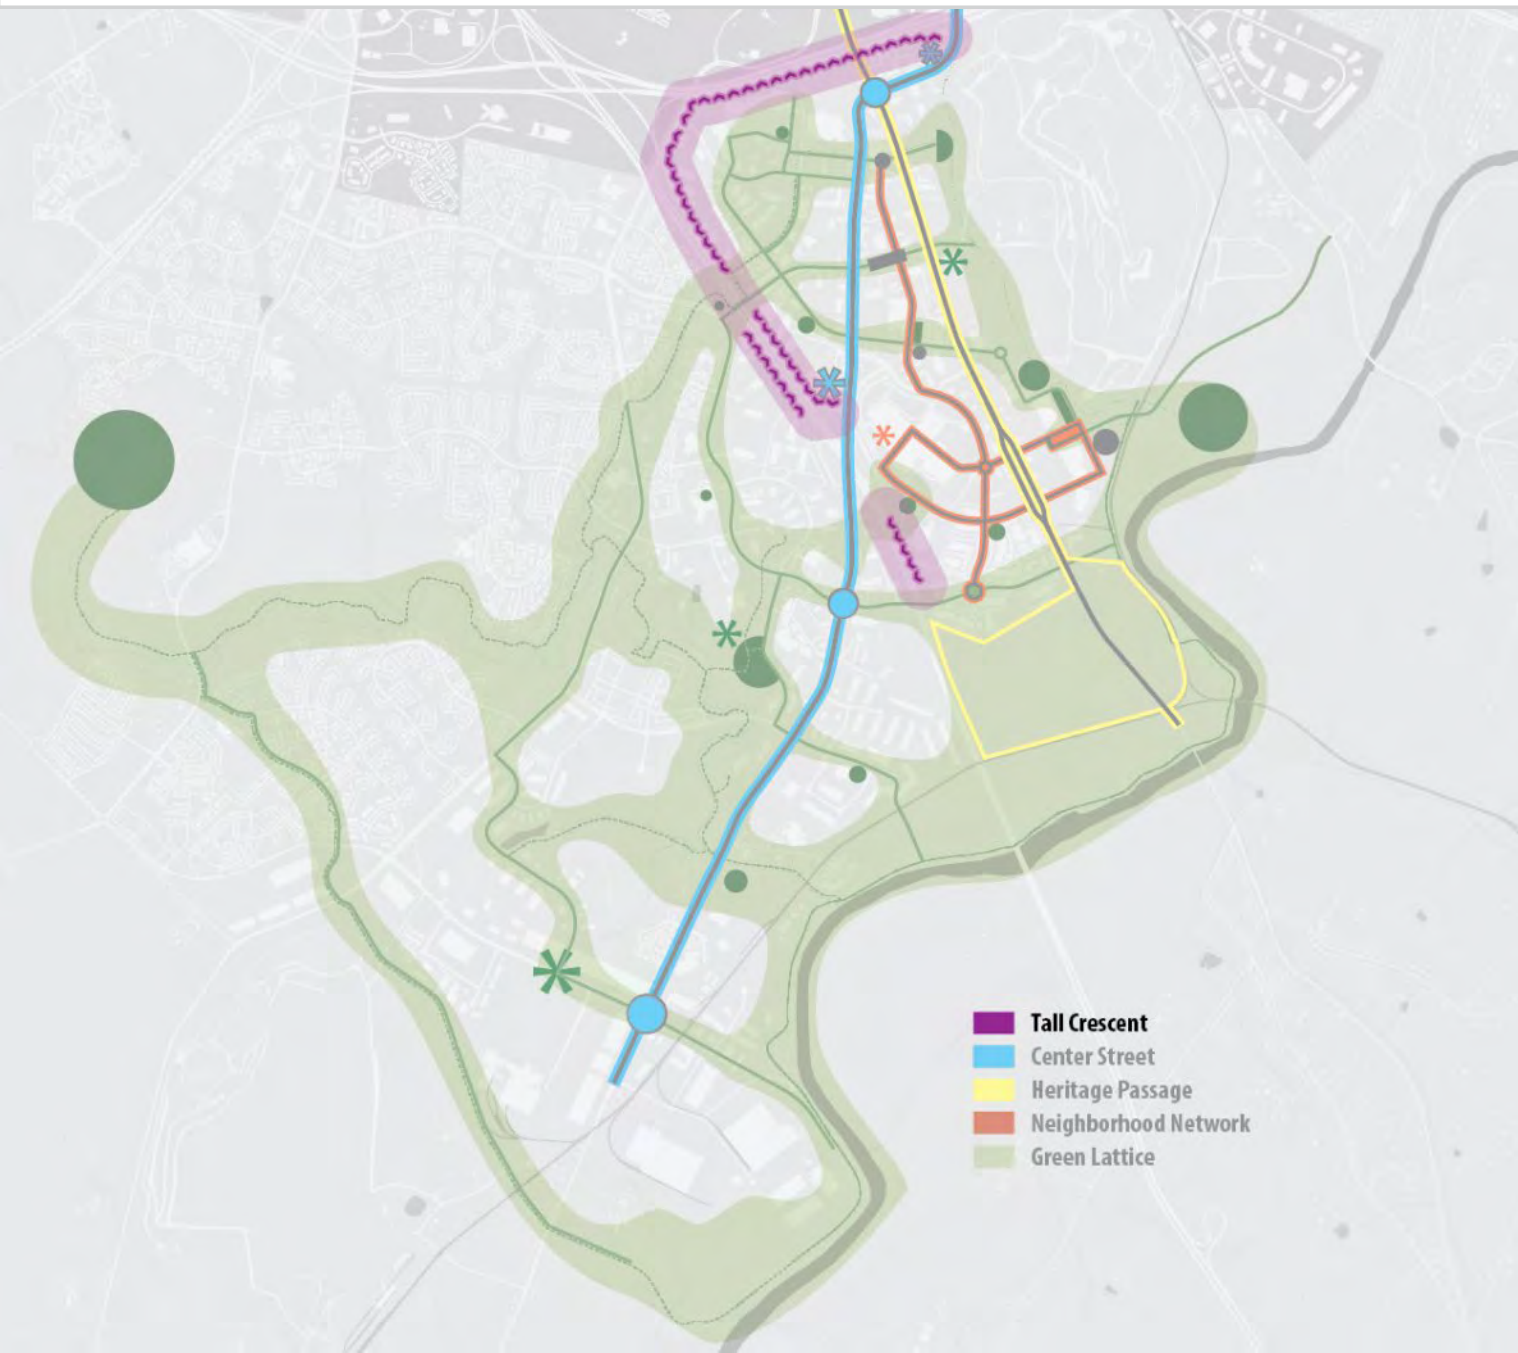 Tall Crescent
Center Street
Heritage Passage
Neighborhood Network
Green Lattice